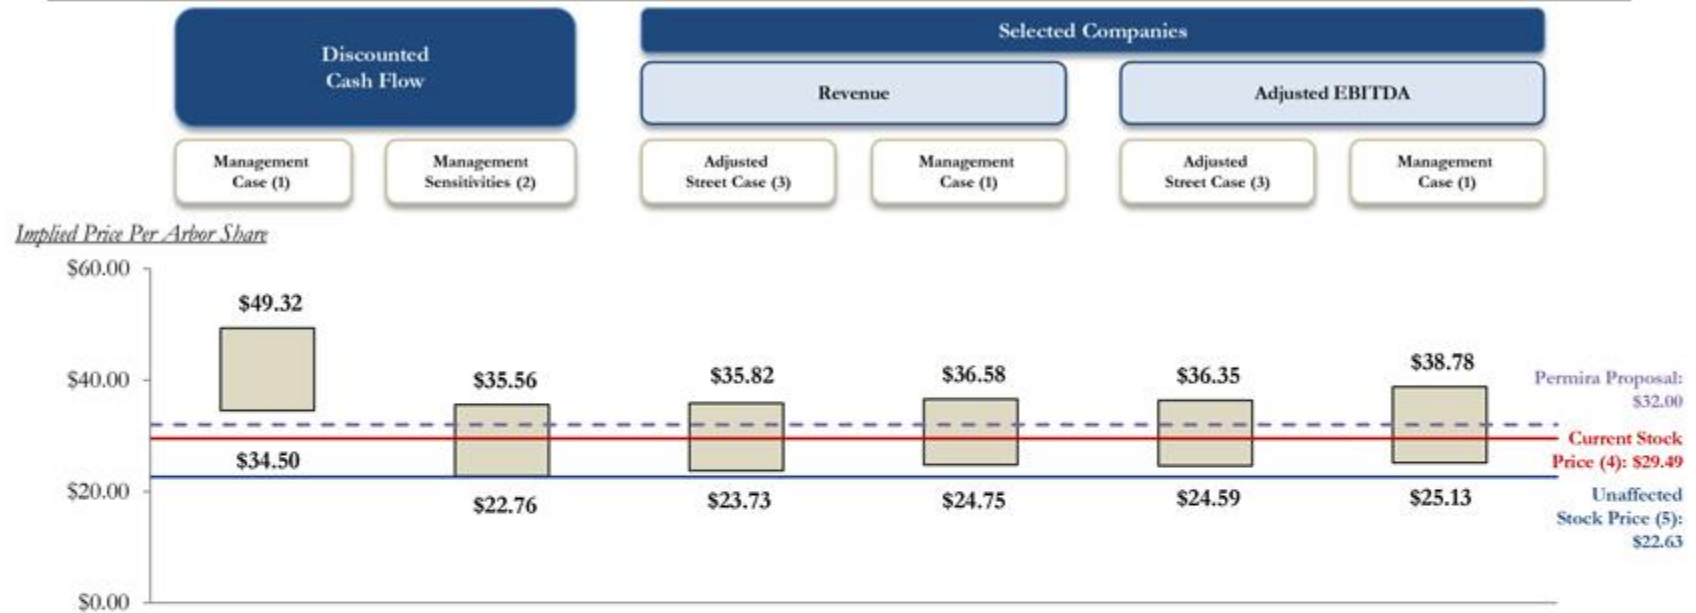 Discounted
Cash Flow
Selected Companies
Revenue
Adjusted EBITDA
Management
Case (1)
Management
Sensitivities (2)
Adjusted
Street Case (3)
Management
Case (1)
Adjusted
Street Case (3)
Management
Case (1)
Implied Price Per Arbor Share
$60.00
$40.00
$20.00
$0.00
$49.32
$34.50
$35.56
$22.76
$35.82
$23.73
$36.58
$24.75
$36.35
$24.59
$38.78
$25.13
Permira Proposal:
$32.00
Current Stock
Price (4): $29.49
Unaffected
Stock Price (5):
$22.63